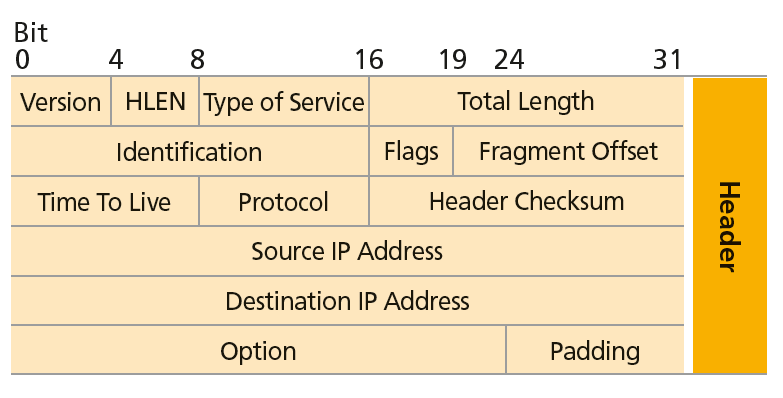 Bit
0 4 8 16 19 24 31
Version HLEN Type of Service Total Length
Identification Flags Fragment Offset
Time To Live Protocol Header Checksum
Source IP Address
Destination IP Address
Option Padding
Header